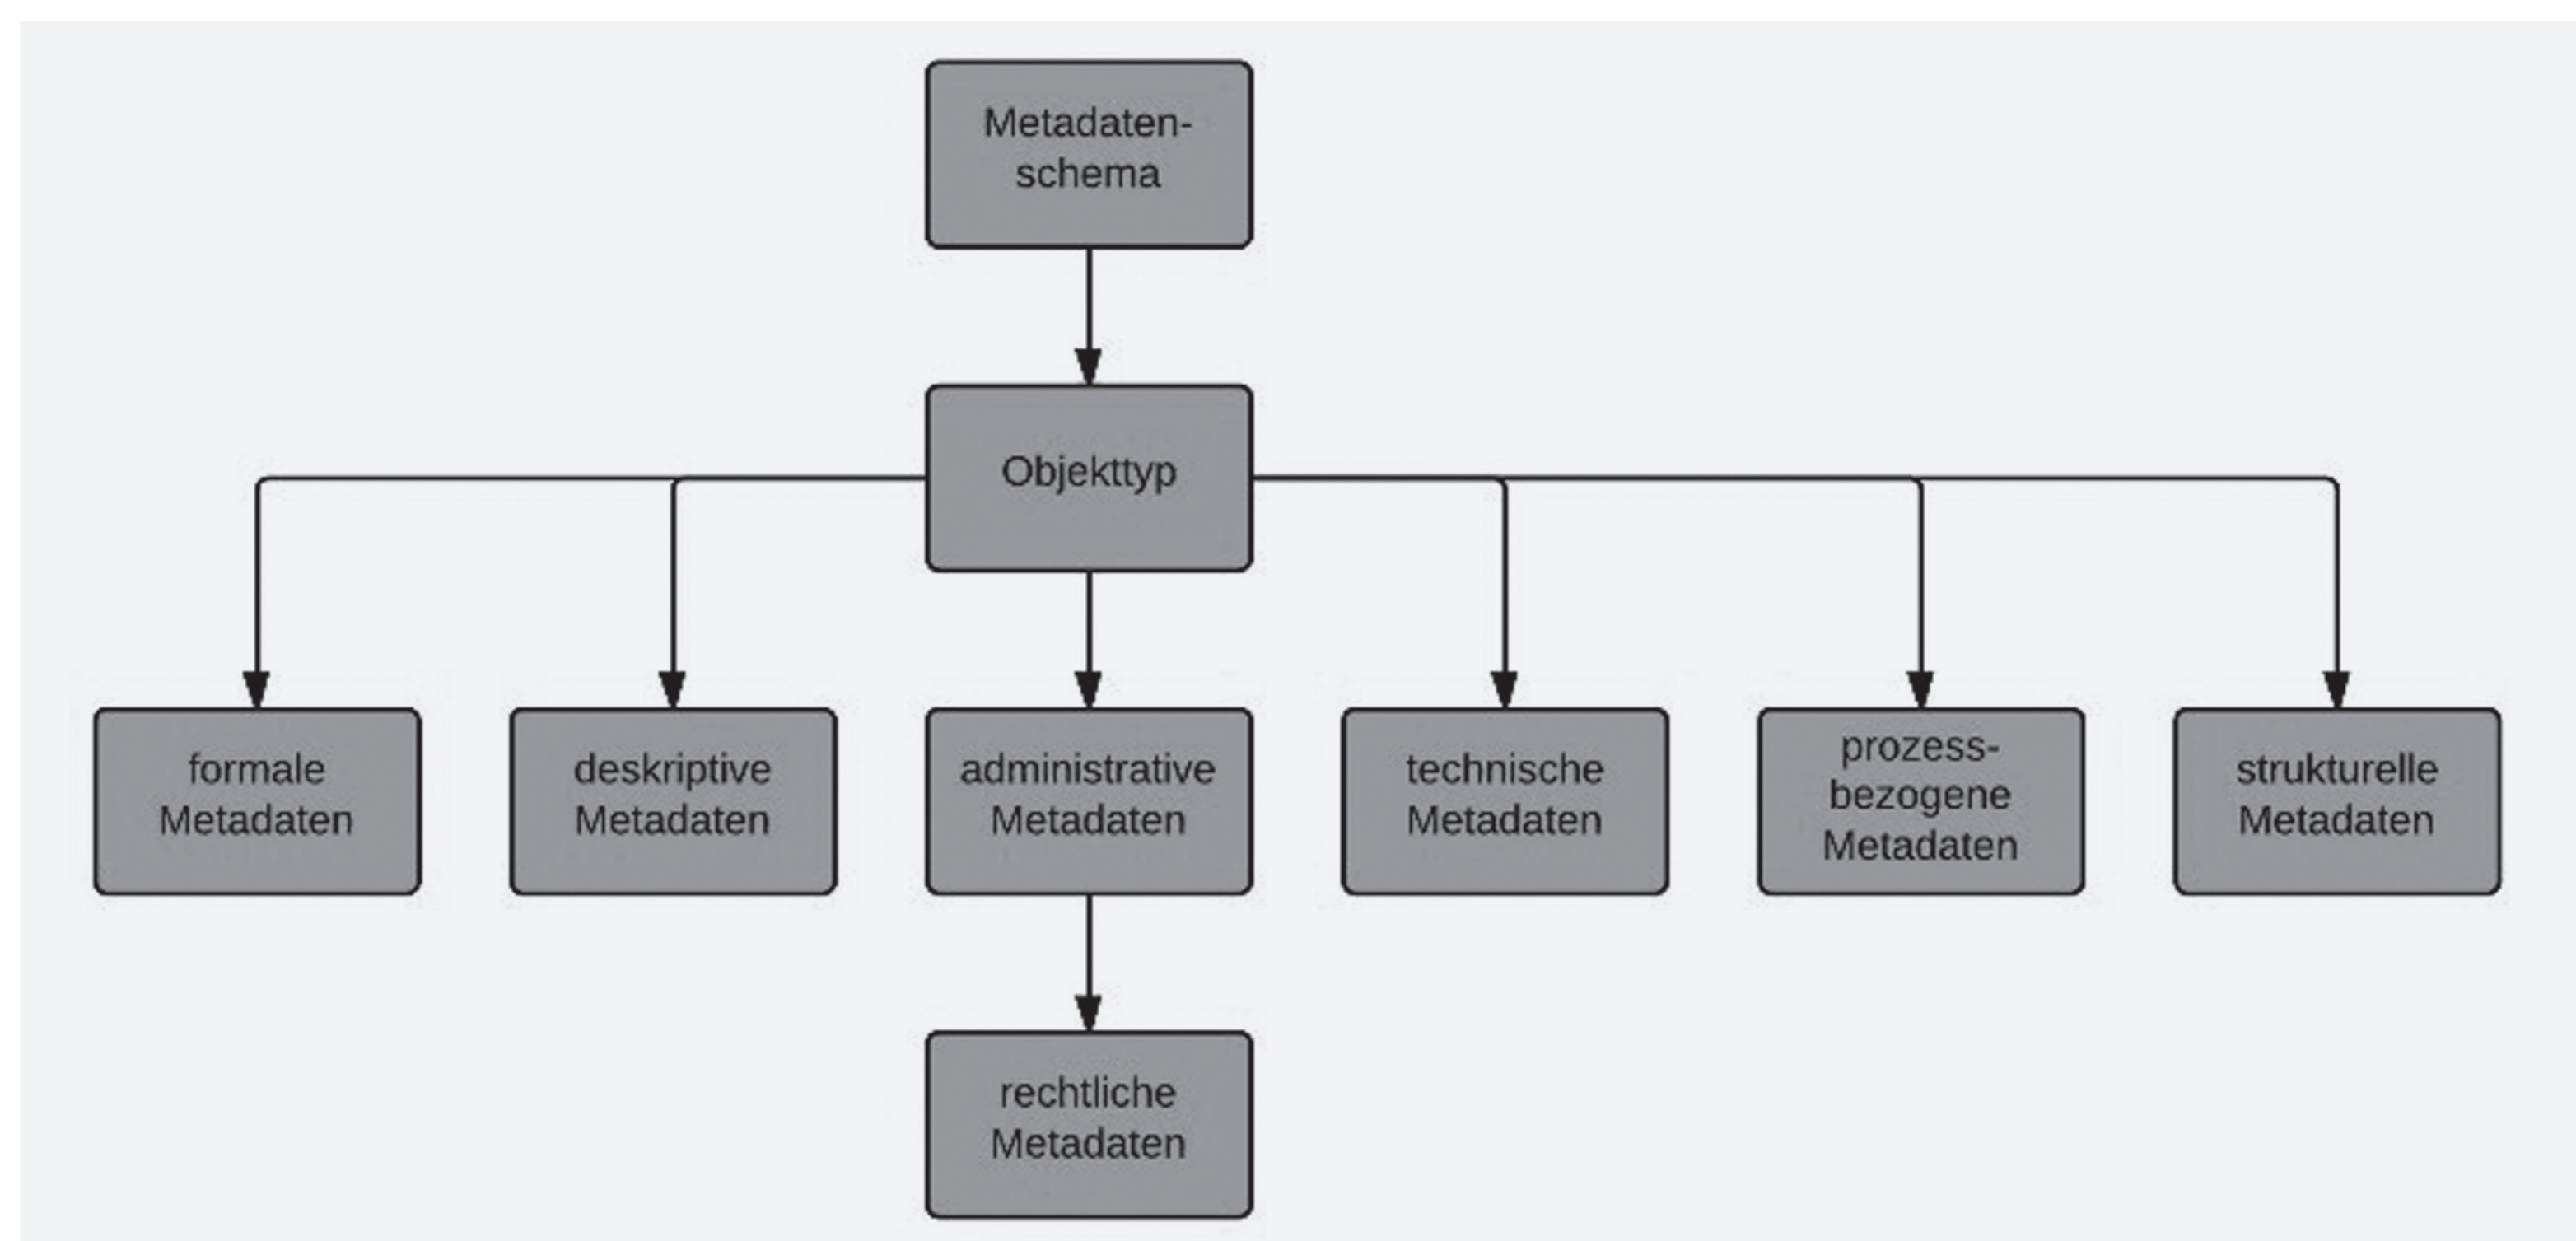 Metadaten-
schema
Objekttyp
formale
Metadaten
deskriptive
Metadaten
administrative
Metadaten
technische
Metadaten
prozess-
bezogene
Metadaten
strukturelle
Metadaten
rechtliche
Metadaten